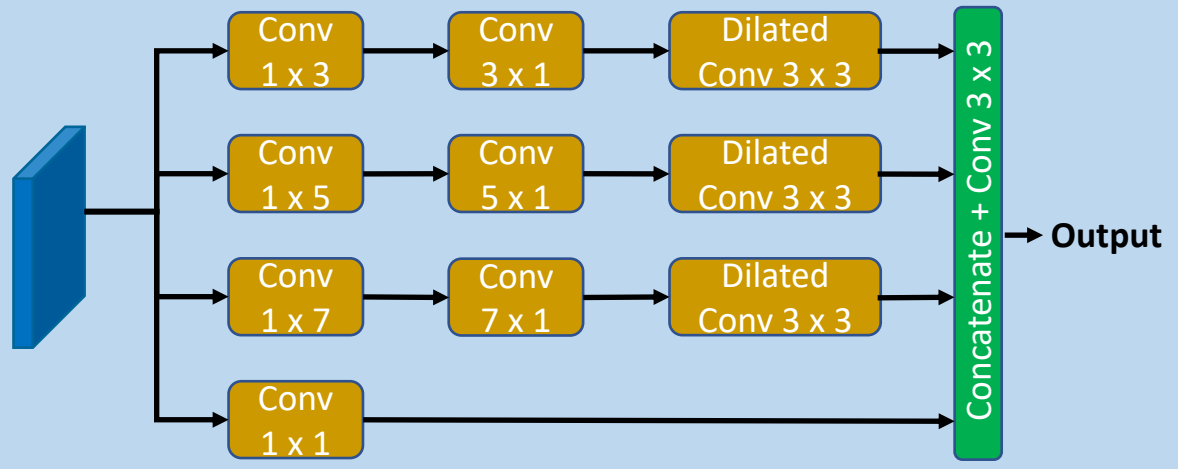 Conv
1 x 3
Conv
3 x 1
Dilated
Conv 3 x 3
Conv
1 x 5
Conv
5 x 1
Dilated
Conv 3 x 3
Conv
1 x 7
Conv
7 x 1
Dilated
Conv 3 x 3
Conv
1 x 1
Concatenate + Conv 3 x 3
Output